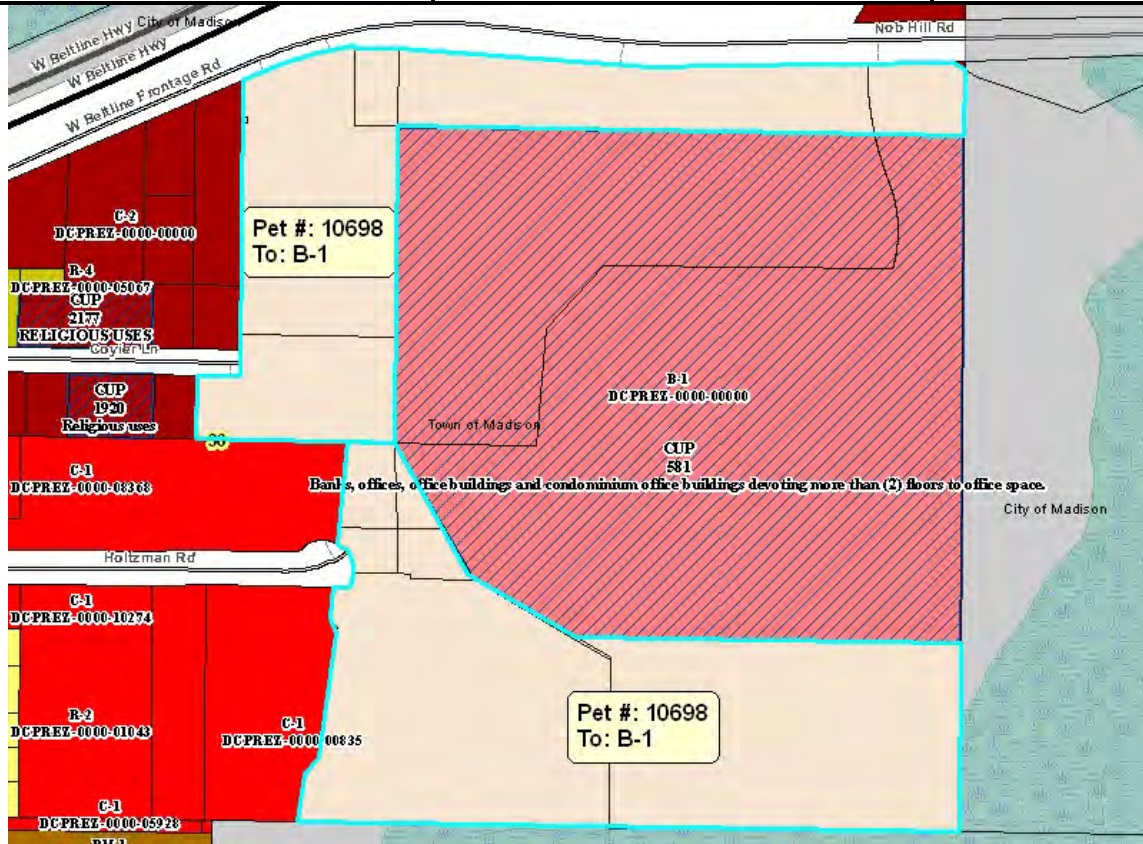 City of Madison
Nob Hill Rd
W Beltline Hwy
W Beltline Hwy
W Beltline Frontage Rd
C-2
DCPREZ-0000-00000
Pet #: 10698
To: B-1
R-4
DCPREZ-0000-05067
CUP
2177
RELIGIOUS USES
Coyier Ln
B-1
DCPREZ-0000-00000
CUP
1920
Religious uses
Town of Madison
36
CUP
581
C-1
DCPREZ-0000-08368
Banks, offices, office buildings and condominium office buildings devoting more than (2) floors to office space.
City of Madison
Holtzman Rd
C-1
DCPREZ-0000-10274
R-2
DCPREZ-0000-01043
C-1
DCPREZ-0000-00835
Pet #: 10698
To: B-1
C-1
DCPREZ-0000-05928